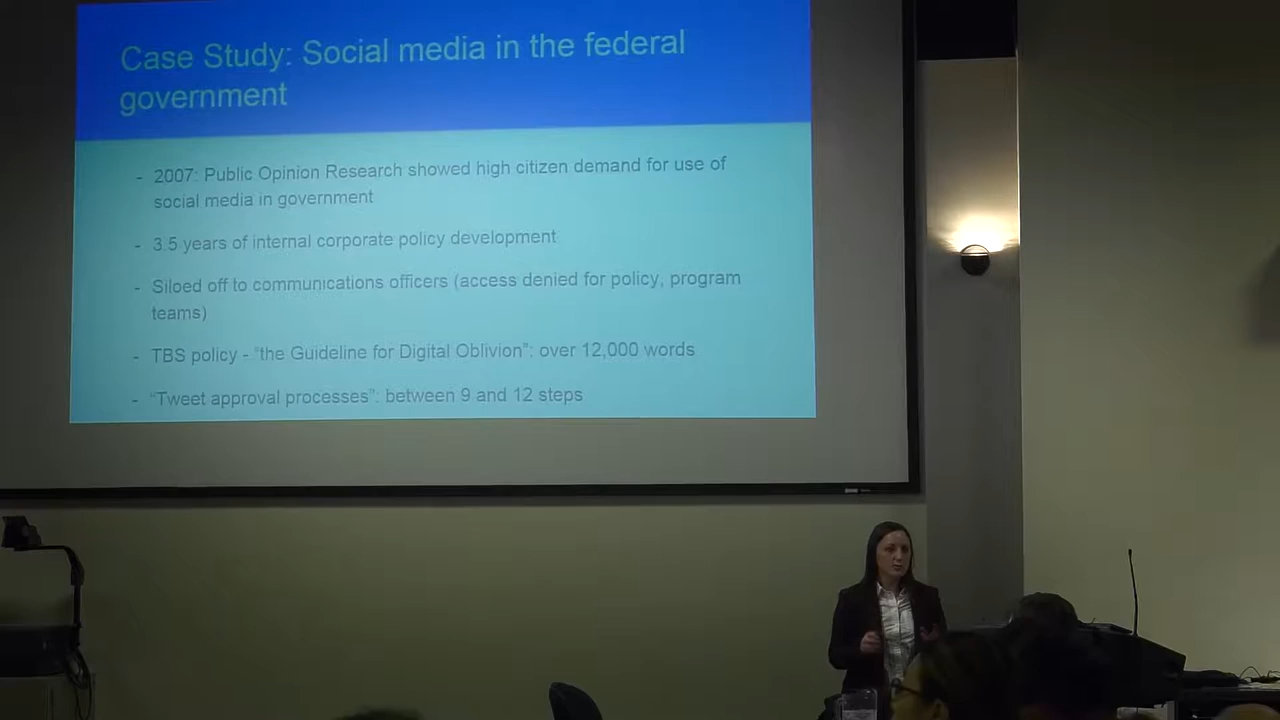 Case Study: Social media in the federal
government
- 2007: Public Opinion Research showed high citizen demand for use of
social media in government
- 3.5 years of internal corporate policy development
- Siloed off to communications officers (access denied for policy, program
teams)
- TBS policy - “the Guideline for Digital Oblivion”: over 12,000 words
- “Tweet approval processes”: between 9 and 12 steps